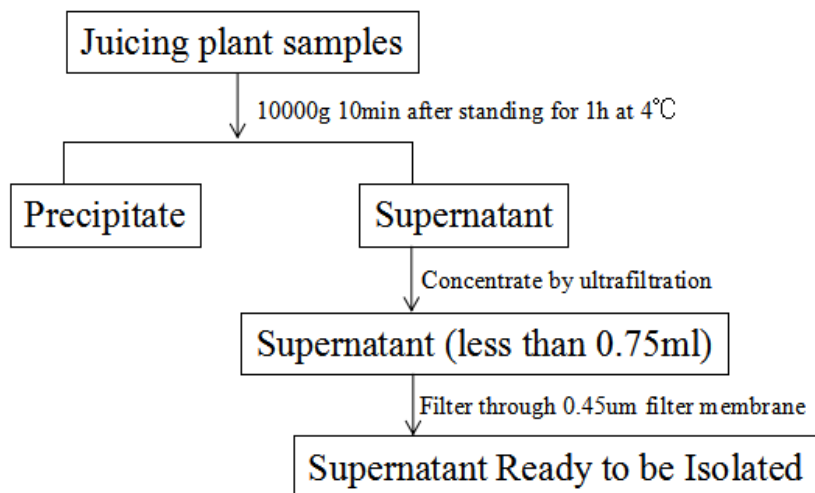 Juicing plant samples
10000g 10min after standing for 1h at 4℃
Precipitate
Supernatant
Concentrate by ultrafiltration
Supernatant (less than 0.75ml)
Filter through 0.45um filter membrane
Supernatant Ready to be Isolated